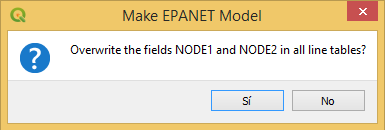 Make EPANET Model
Overwrite the fields NODE1 and NODE2 in all line tables?
Sí
No